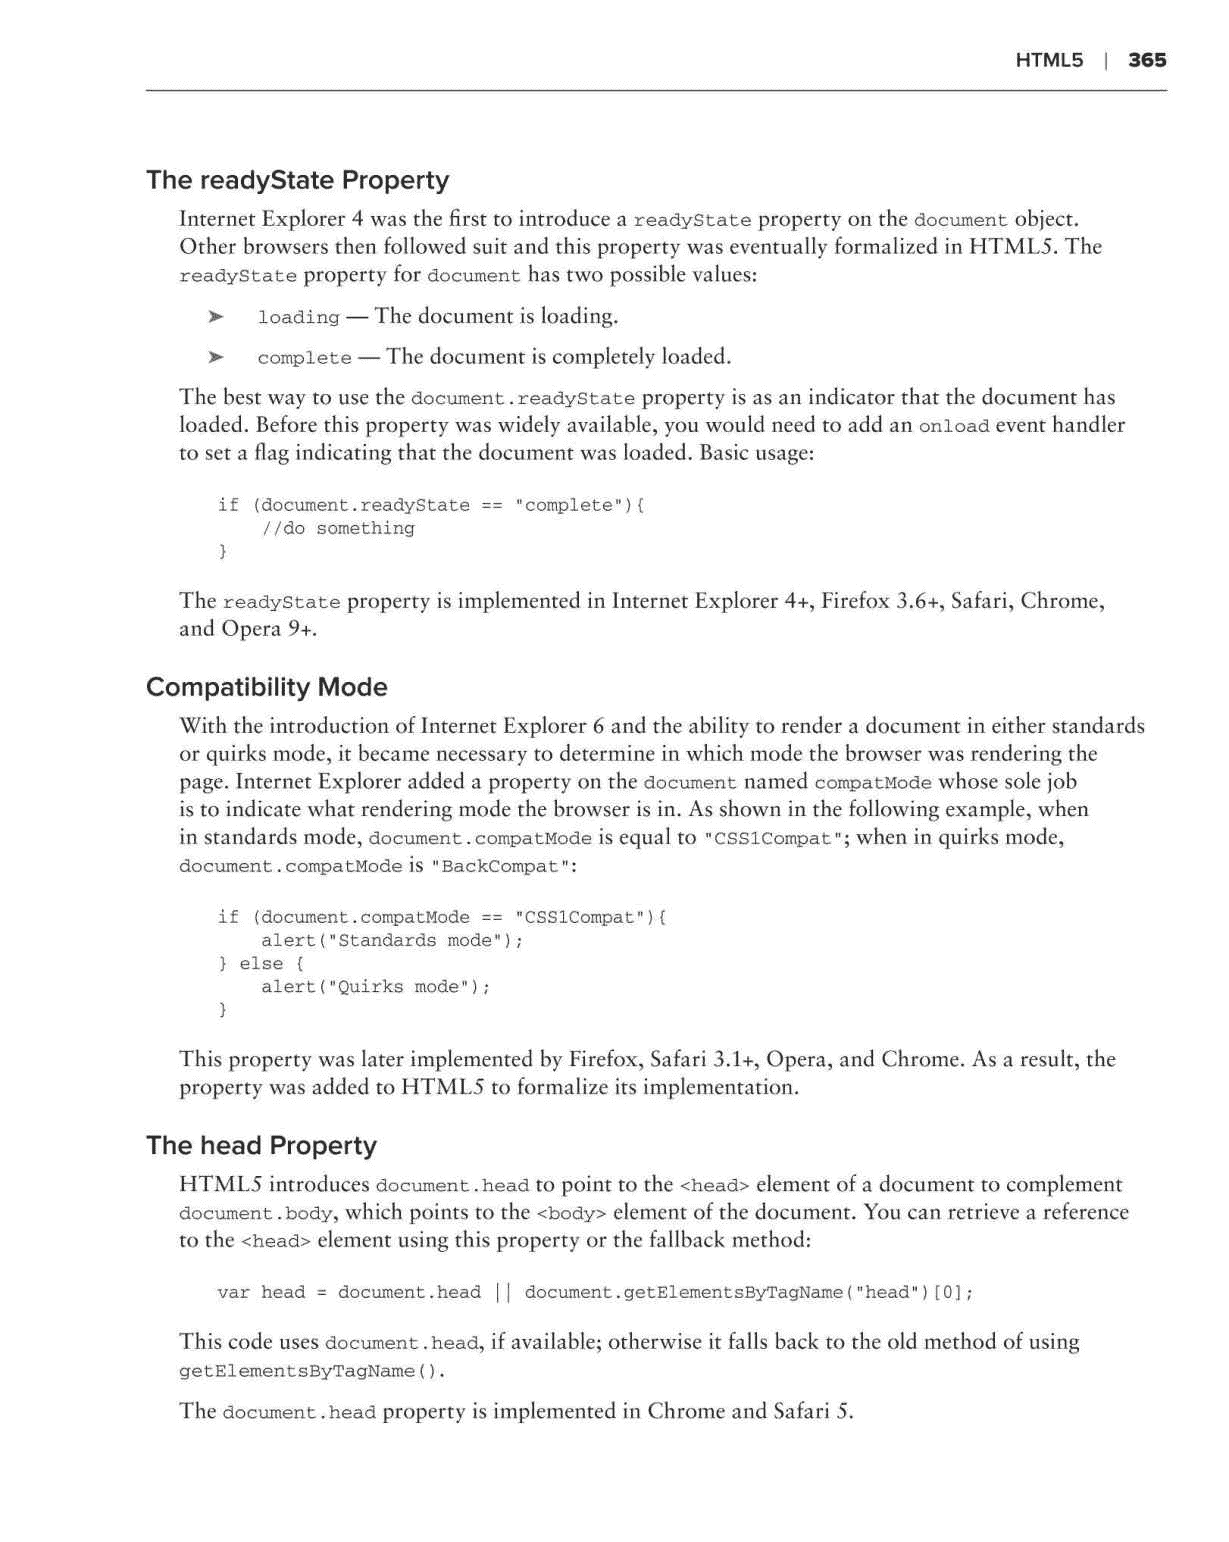 HTML5 | 365
The readyState Property
Internet Explorer 4 was the first to introduce a readyState property on the document object.
Other browsers then followed suit and this property was eventually formalized in HTML5. The
readyState property for document has two possible values:
➤ loading — The document is loading.
➤ complete — The document is completely loaded.
The best way to use the document.readyState property is as an indicator that the document has
loaded. Before this property was widely available, you would need to add an onload event handler
to set a flag indicating that the document was loaded. Basic usage:
if (document.readyState == "complete"){
    //do something
}
The readyState property is implemented in Internet Explorer 4+, Firefox 3.6+, Safari, Chrome,
and Opera 9+.
Compatibility Mode
With the introduction of Internet Explorer 6 and the ability to render a document in either standards
or quirks mode, it became necessary to determine in which mode the browser was rendering the
page. Internet Explorer added a property on the document named compatMode whose sole job
is to indicate what rendering mode the browser is in. As shown in the following example, when
in standards mode, document.compatMode is equal to "CSS1Compat"; when in quirks mode,
document.compatMode is "BackCompat":
if (document.compatMode == "CSS1Compat"){
    alert("Standards mode");
} else {
    alert("Quirks mode");
}
This property was later implemented by Firefox, Safari 3.1+, Opera, and Chrome. As a result, the
property was added to HTML5 to formalize its implementation.
The head Property
HTML5 introduces document.head to point to the <head> element of a document to complement
document.body, which points to the <body> element of the document. You can retrieve a reference
to the <head> element using this property or the fallback method:
var head = document.head || document.getElementsByTagName("head")[0];
This code uses document.head, if available; otherwise it falls back to the old method of using
getElementsByTagName().
The document.head property is implemented in Chrome and Safari 5.